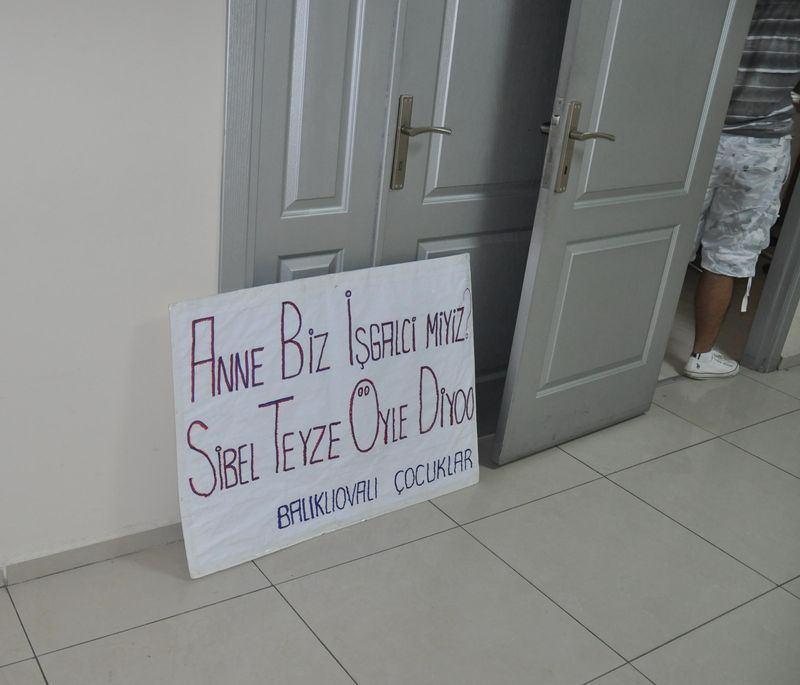 ANNE BİZ İŞGALCİ MİYİZ?
SİBEL TEYZE ÖYLE DİYOO
BALIKLIOVALI ÇOCUKLAR